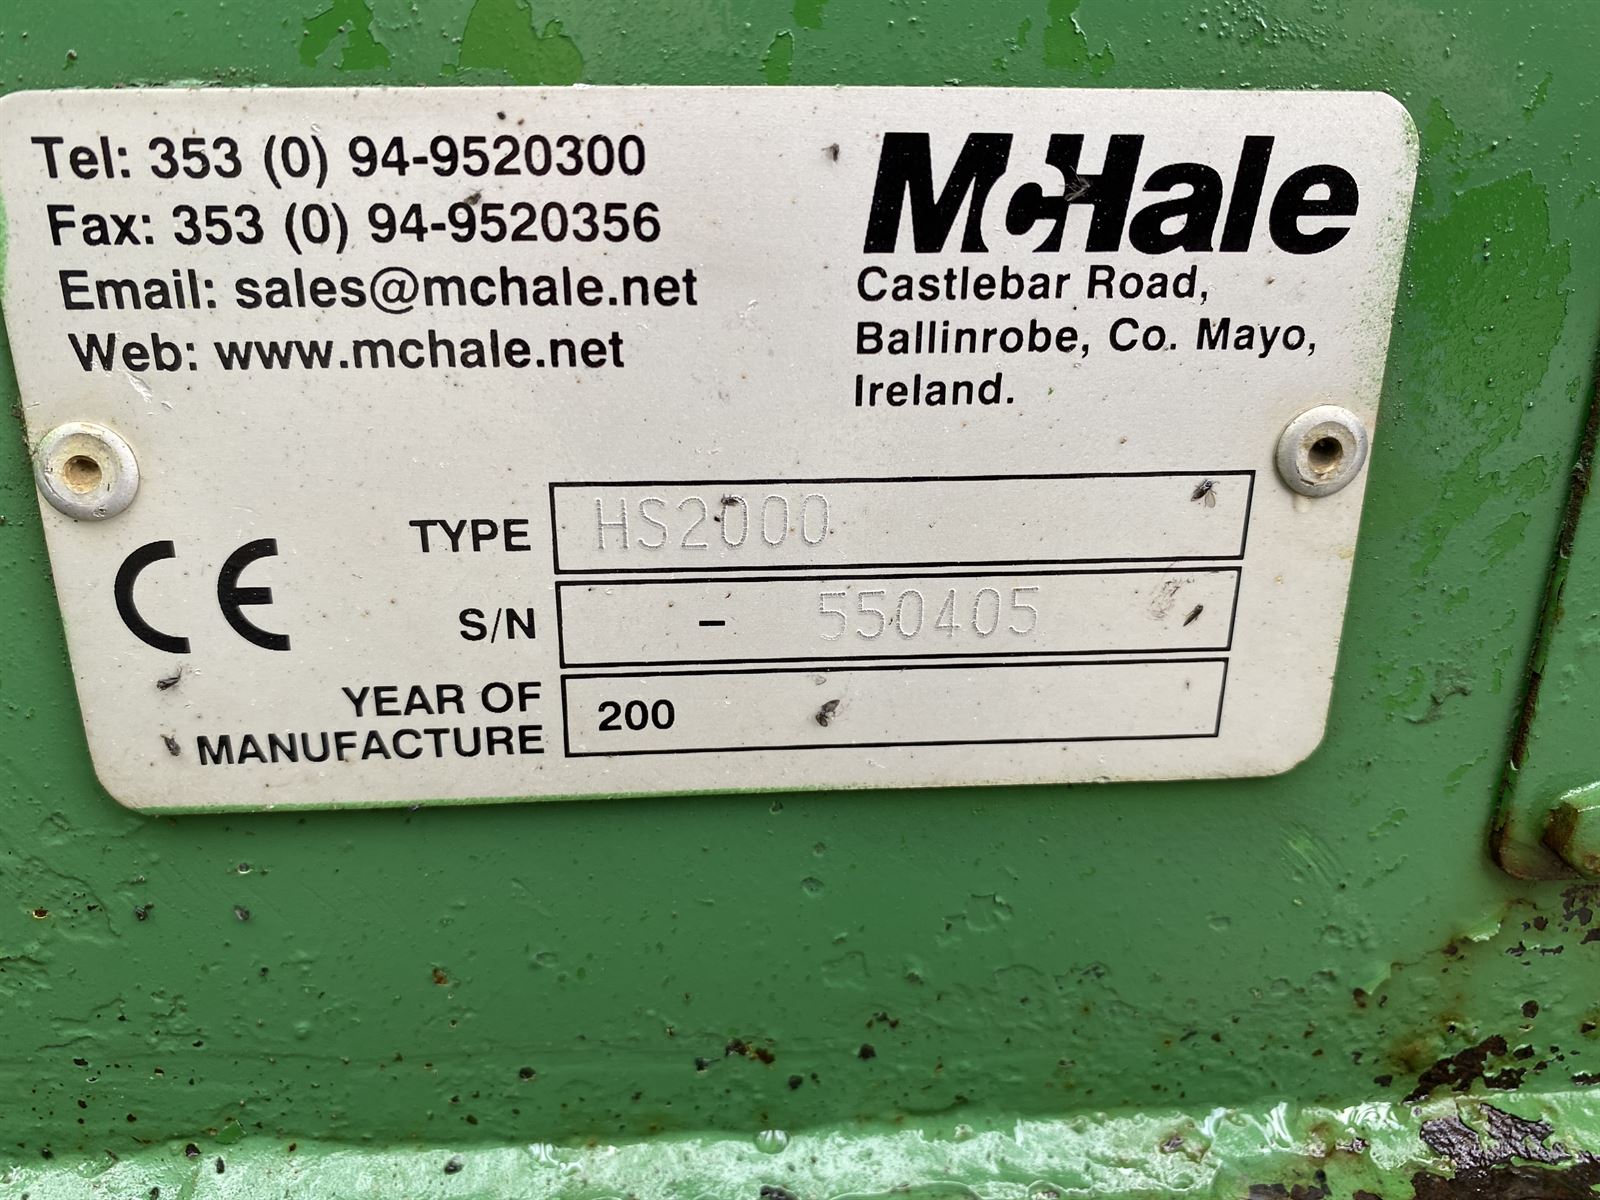 Tel: 353 (0) 94-9520300
Fax: 353 (0) 94-9520356
Email: sales@mchale.net
Web: www.mchale.net
McHale
Castlebar Road,
Ballinrobe, Co. Mayo,
Ireland.
CE
TYPE HS2000
S/N - 550405
YEAR OF
MANUFACTURE 200